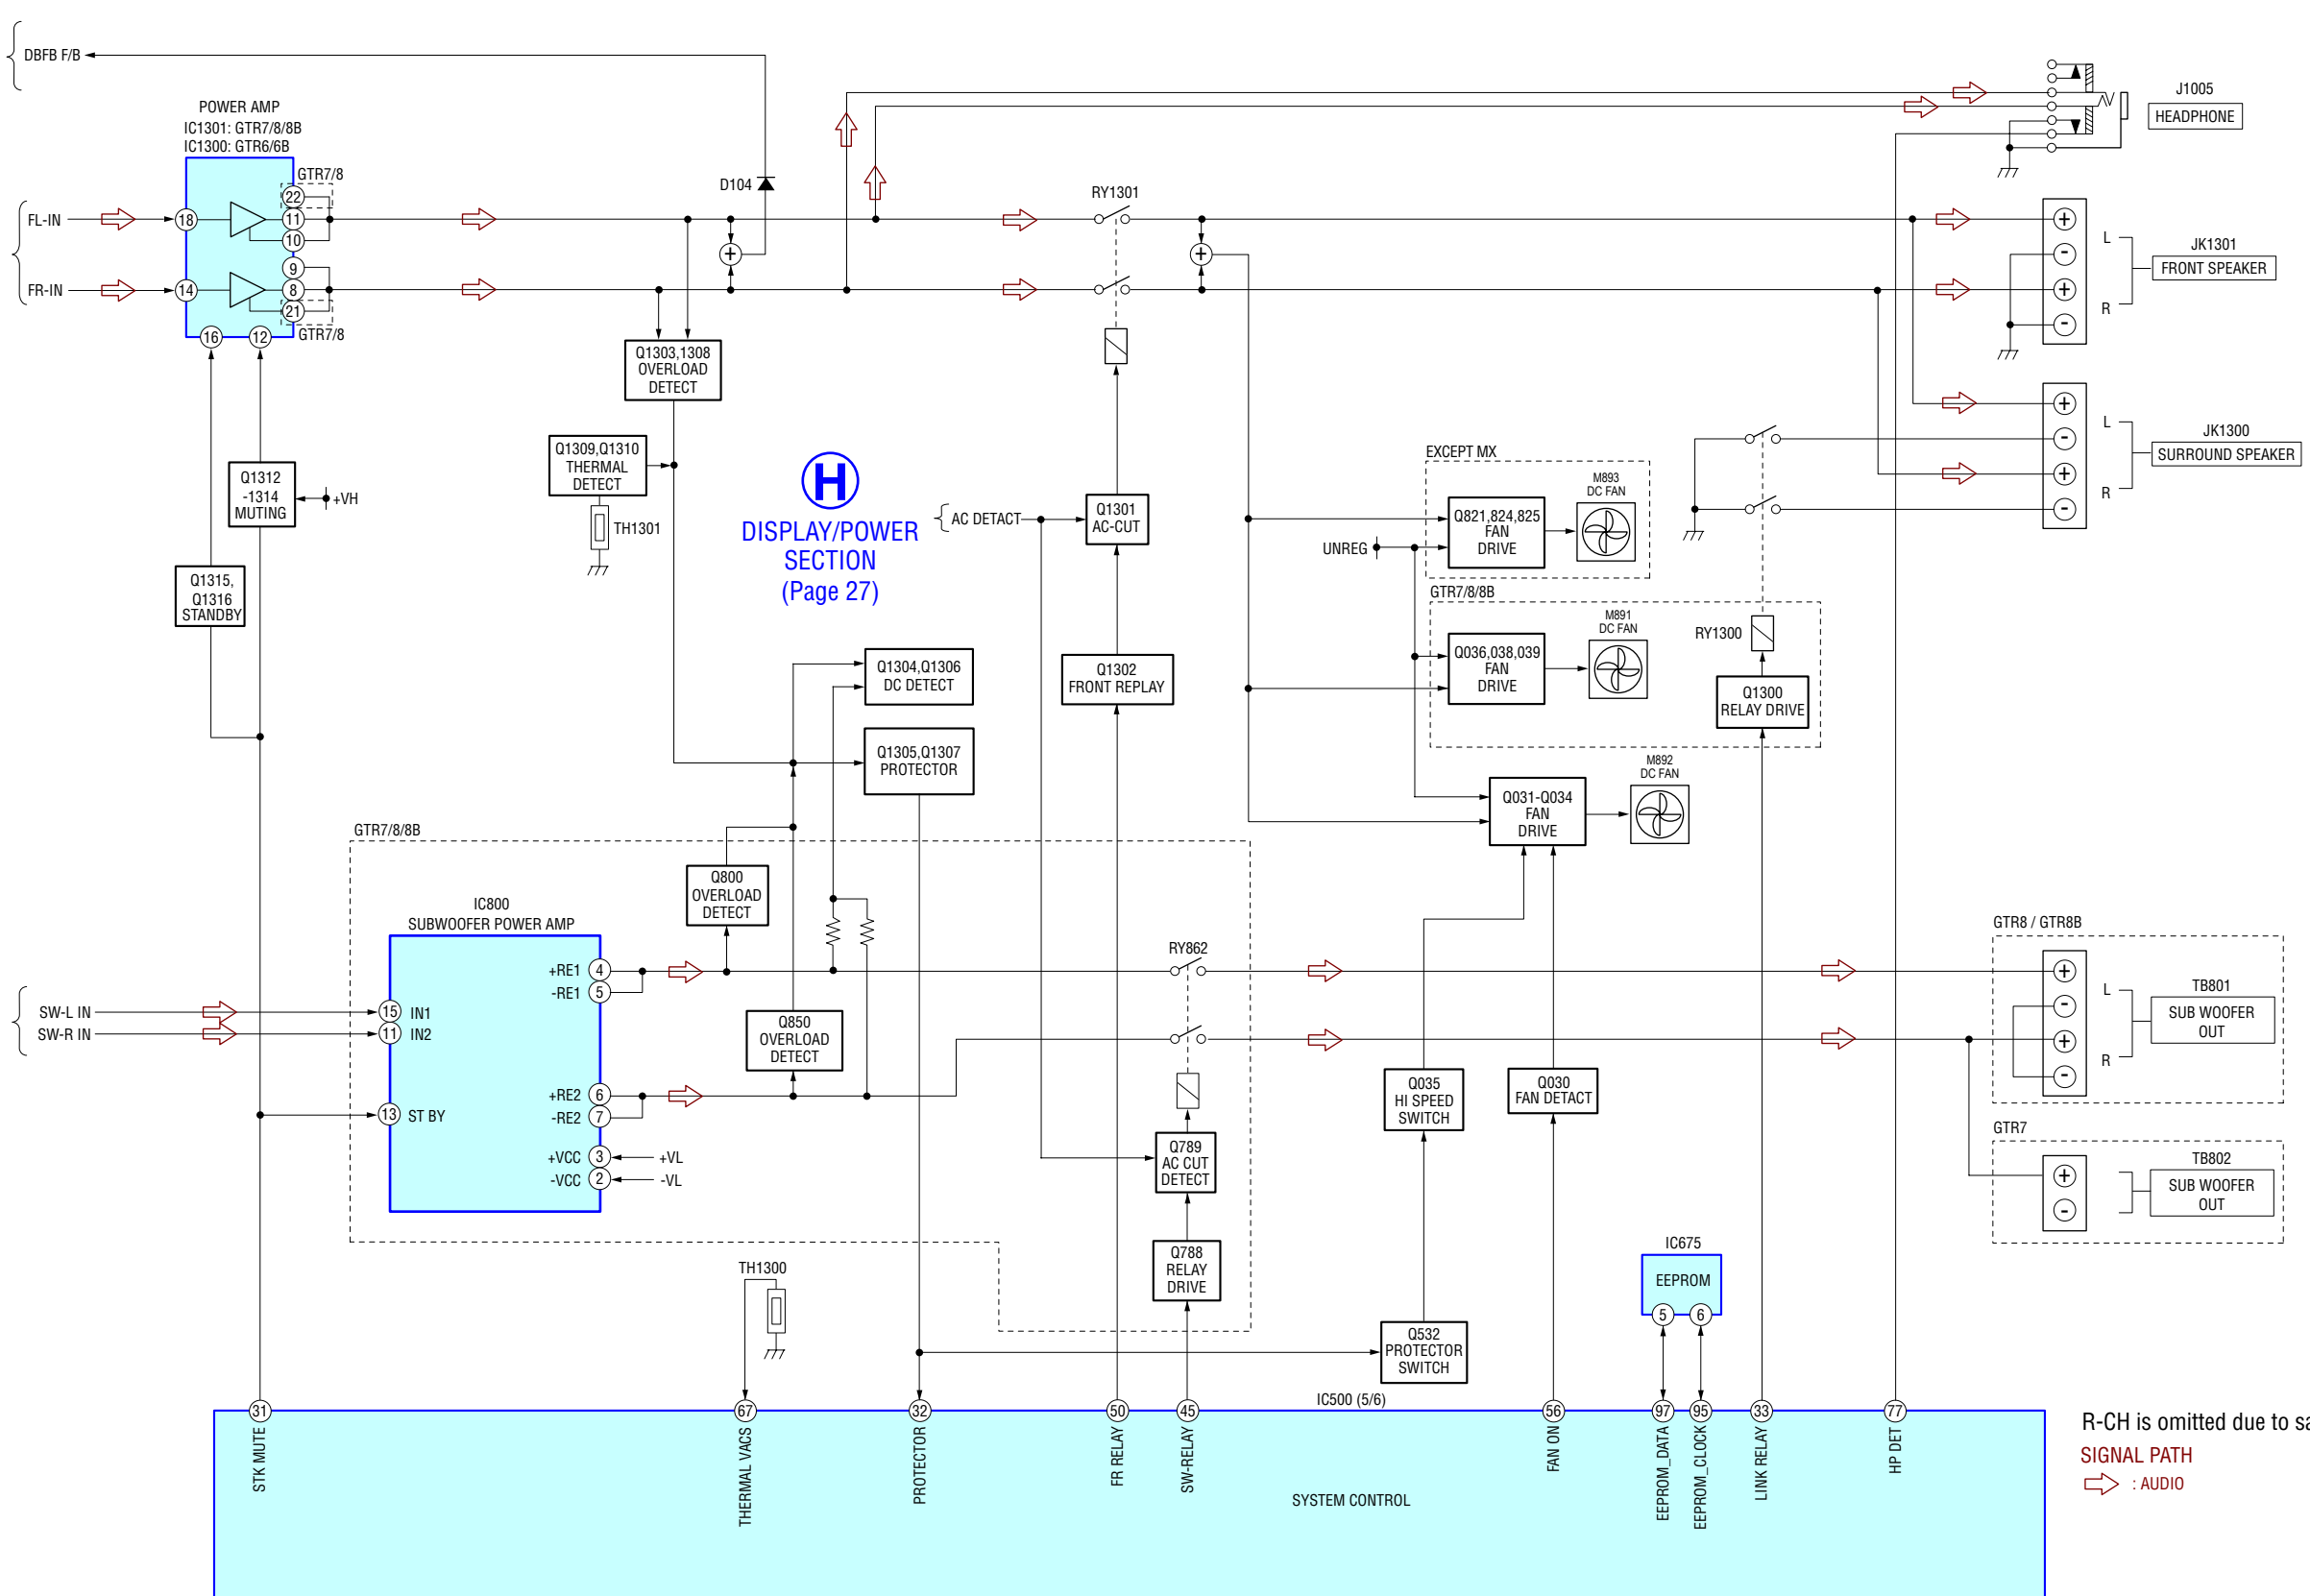 DBFB F/B
POWER AMP
IC1301: GTR7/8/8B
IC1300: GTR6/6B
GTR7/8
22
FL-IN
18
11
10
9
FR-IN
14
8
21
GTR7/8
16
12
D104
RY1301
J1005
HEADPHONE
+
+
+
-
+
-
L
R
JK1301
FRONT SPEAKER
Q1303,1308
OVERLOAD
DETECT
+
-
+
-
L
R
JK1300
SURROUND SPEAKER
Q1309,Q1310
THERMAL
DETECT
TH1301
Q1312
-1314
MUTING
+VH
H
DISPLAY/POWER
SECTION
(Page 27)
AC DETACT
Q1301
AC-CUT
EXCEPT MX
Q821,824,825
FAN
DRIVE
M893
DC FAN
UNREG
Q1315,
Q1316
STANDBY
GTR7/8/8B
Q036,038,039
FAN
DRIVE
M891
DC FAN
RY1300
Q1300
RELAY DRIVE
Q1304,Q1306
DC DETECT
Q1302
FRONT REPLAY
Q1305,Q1307
PROTECTOR
M892
DC FAN
Q031-Q034
FAN
DRIVE
GTR7/8/8B
Q800
OVERLOAD
DETECT
IC800
SUBWOOFER POWER AMP
+RE1
4
-RE1
5
SW-L IN
15
IN1
SW-R IN
11
IN2
Q850
OVERLOAD
DETECT
+RE2
6
-RE2
7
13
ST BY
+VCC
3
+VL
-VCC
2
-VL
RY862
Q789
AC CUT
DETECT
Q788
RELAY
DRIVE
Q035
HI SPEED
SWITCH
Q030
FAN DETACT
GTR8 / GTR8B
+
-
+
-
L
R
TB801
SUB WOOFER
OUT
GTR7
+
-
TB802
SUB WOOFER
OUT
TH1300
IC675
EEPROM
5
6
Q532
PROTECTOR
SWITCH
IC500 (5/6)
31
67
32
50
45
56
97
95
33
77
STK MUTE
THERMAL VACS
PROTECTOR
FR RELAY
SW-RELAY
FAN ON
EEPROM_DATA
EEPROM_CLOCK
LINK RELAY
HP DET
SYSTEM CONTROL
R-CH is omitted due to sa
SIGNAL PATH
: AUDIO